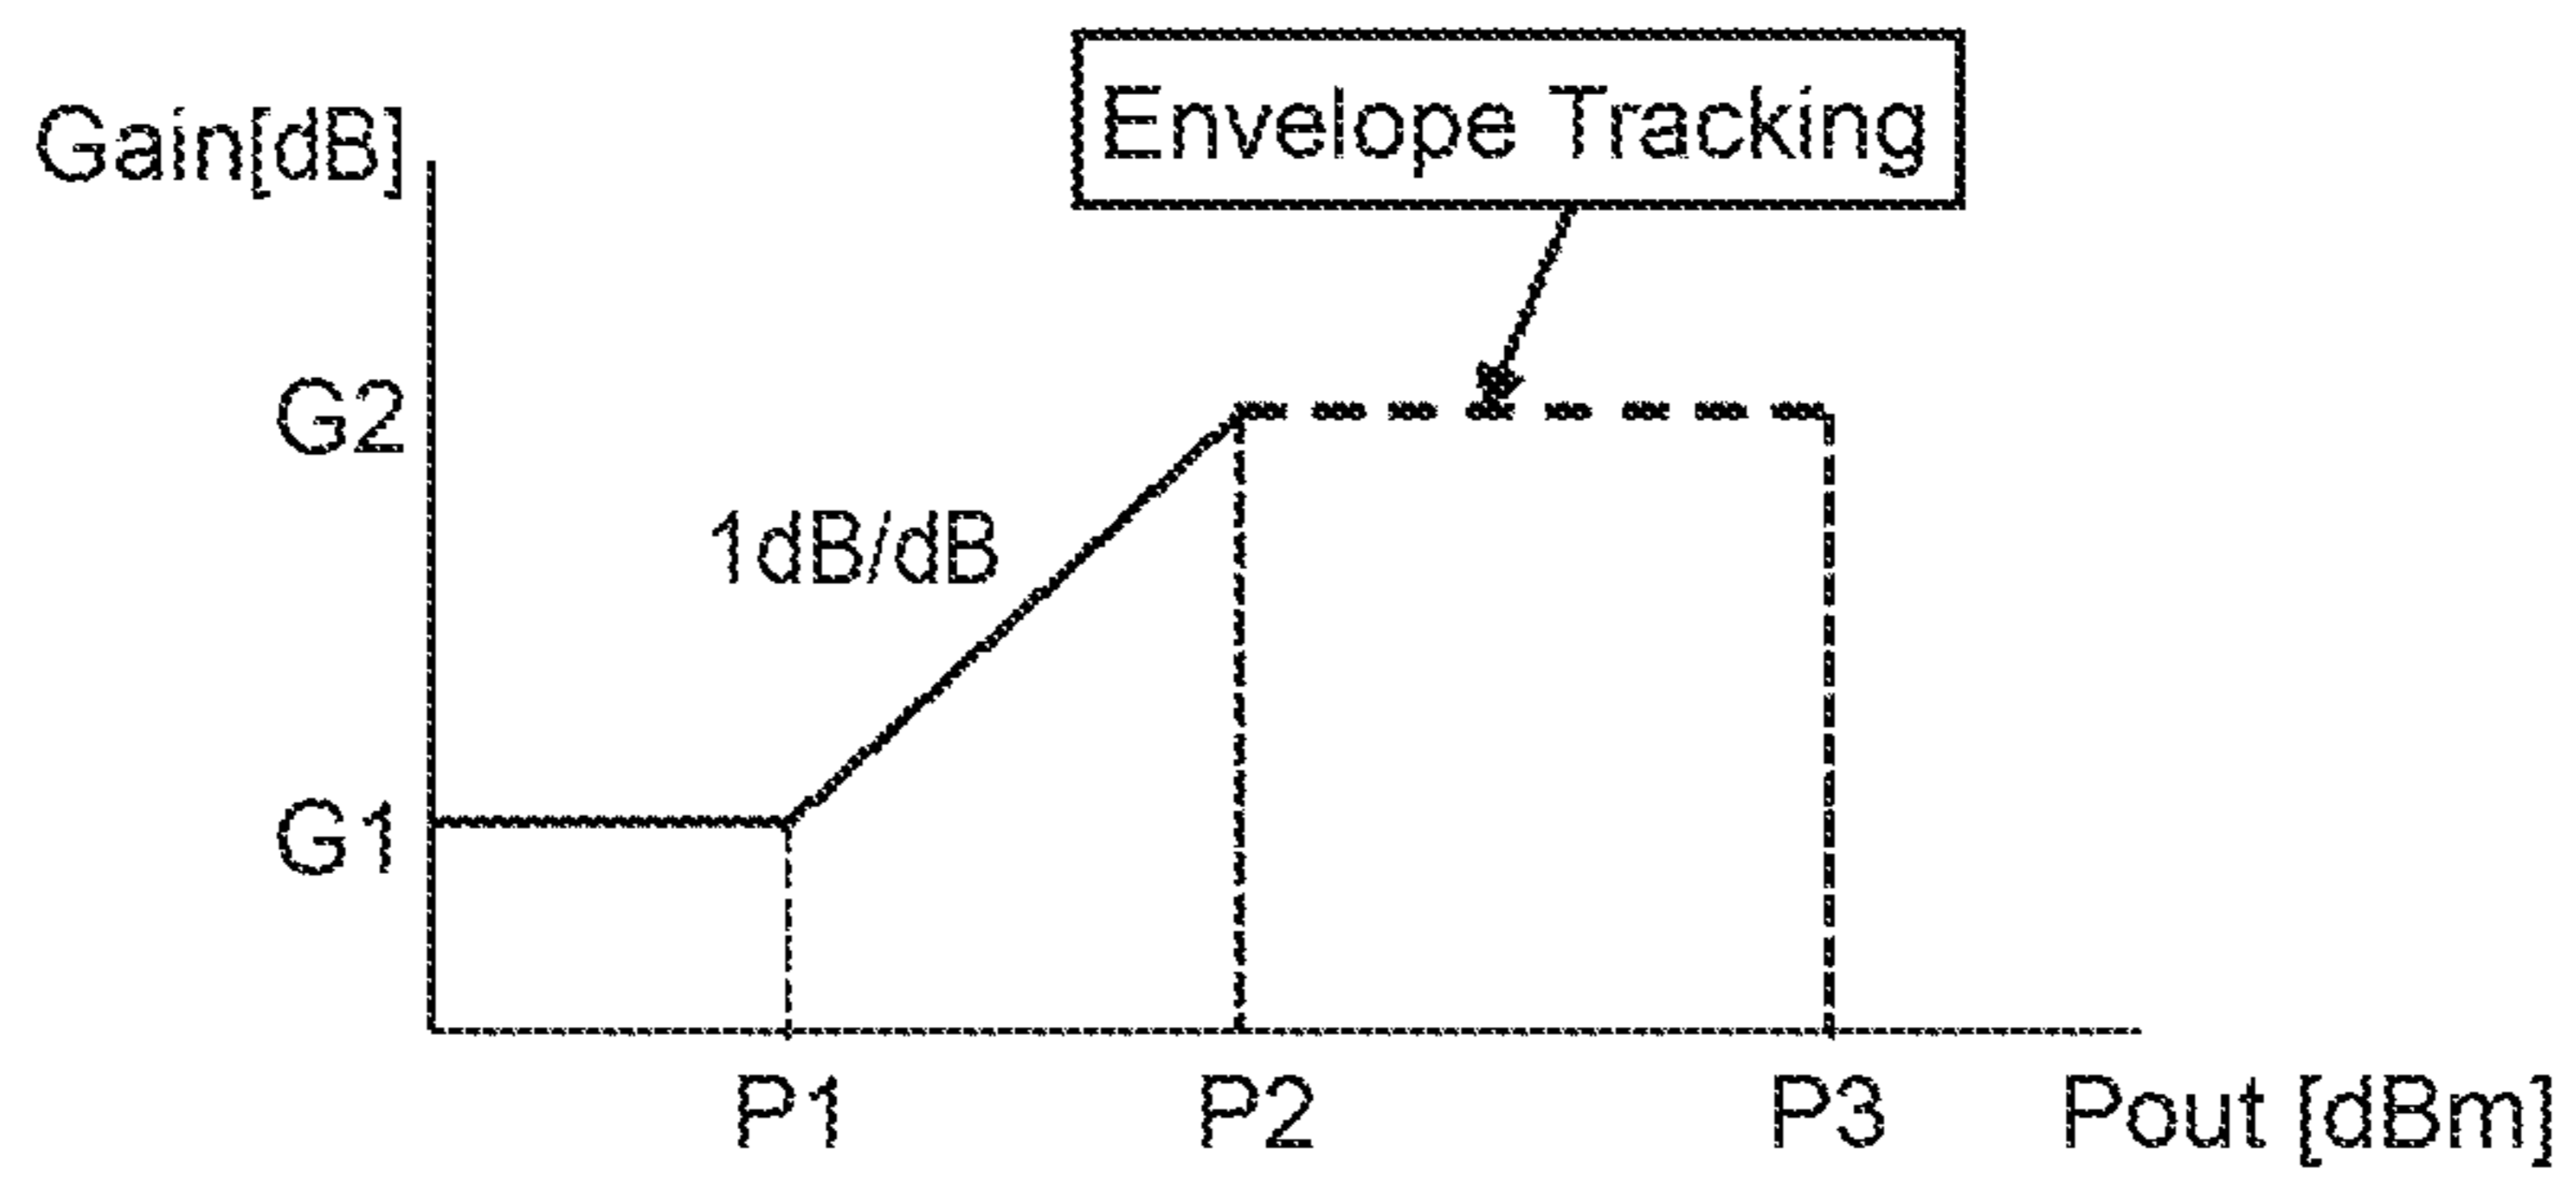 Envelope Tracking
Gain[dB]
G2
1dB/dB
G1
P1
P2
P3
Pout [dBm]